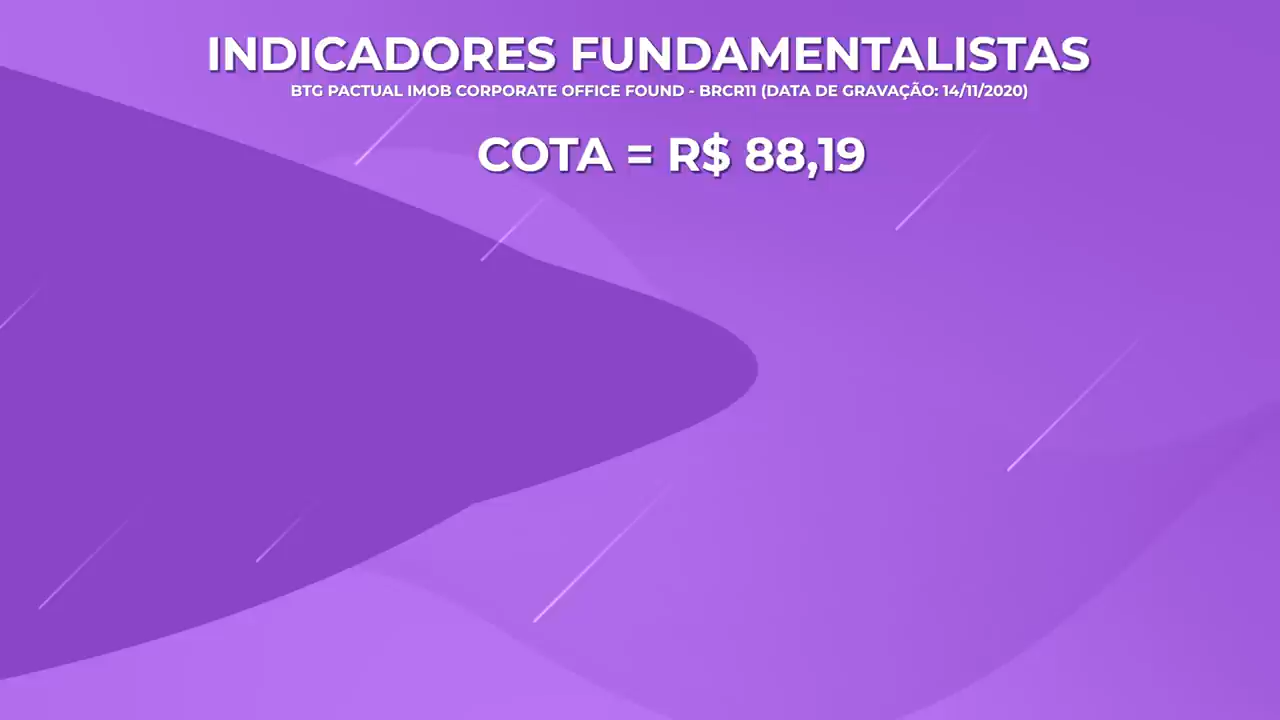 INDICADORES FUNDAMENTALISTAS
BTG PACTUAL IMOB CORPORATE OFFICE FOUND - BRCR11 (DATA DE GRAVAÇÃO: 14/11/2020)
COTA = R$ 88,19